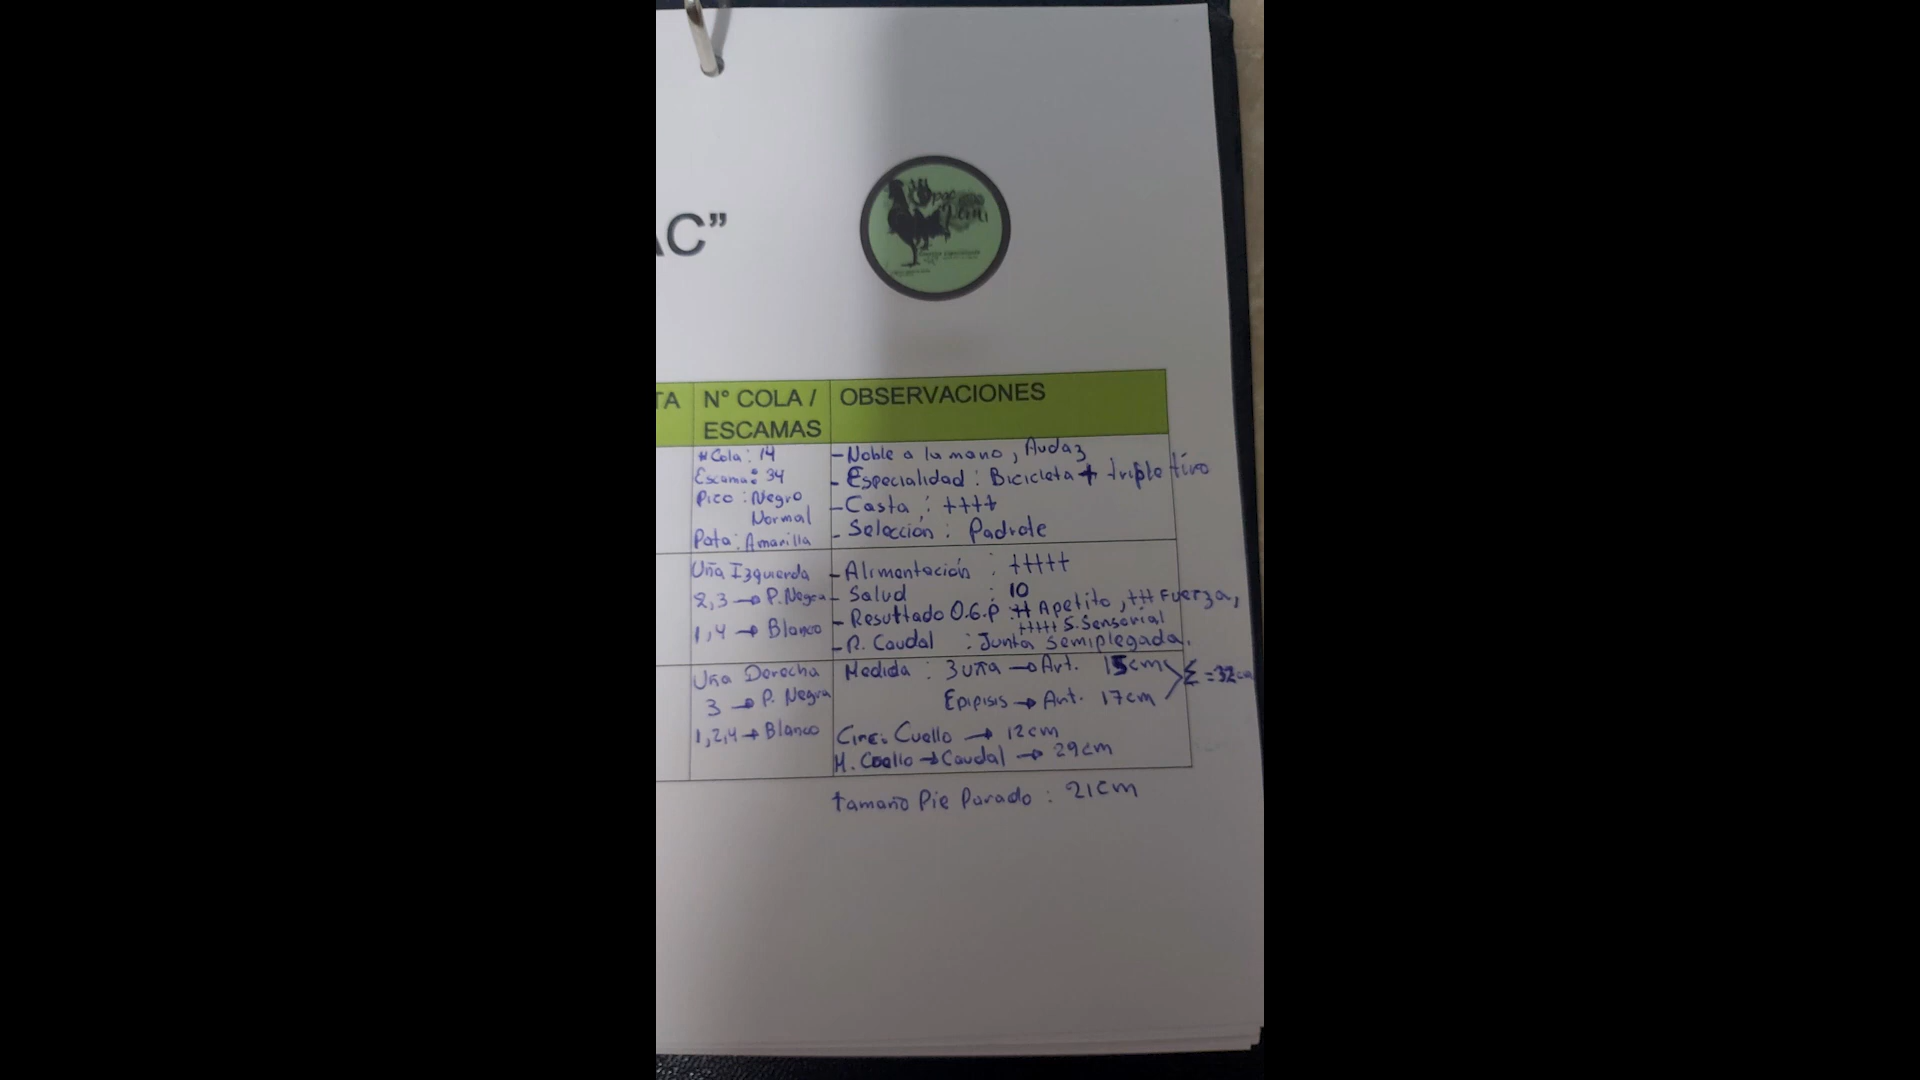 AC”
TA
N° COLA /
ESCAMAS
OBSERVACIONES
#Cola: 14
Escama: 34
Pico: Negro
Normal
Pata: Amarilla
- Noble a la mano, Audaz
- Especialidad: Bicicleta + triple tiro
- Casta: ++++
- Selección: Padrote
Uña Izquierda
2,3 → P. Negra
1,4 → Blanco
- Alimentación: +++++
- Salud: 10
- Resultado O.G.P: ++ Apetito, +++ Fuerza,
+++++ S. Sensorial
- R. Caudal: Junta Semiplegada.
Uña Derecha
3 → P. Negra
1,2,4 → Blanco
Medida: 3 uña → Art. 15cm
Epipisis → Ant. 17cm
Σ = 32cm
Circ. Cuello → 12cm
M. Cuello → Caudal → 29cm
tamaño Pie Parado: 21cm